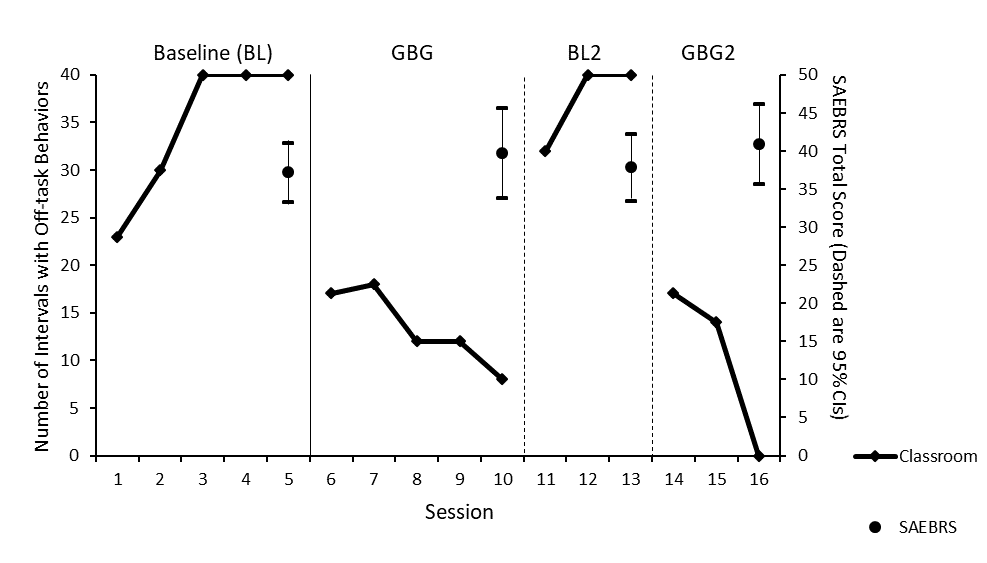 Baseline (BL) GBG BL2 GBG2
Number of Intervals with Off-task Behaviors
40
35
30
25
20
15
10
5
0
50
45
40
35
30
25
20
15
10
5
0
SAEBRS Total Score (Dashed are 95%CIs)
1 2 3 4 5 6 7 8 9 10 11 12 13 14 15 16
Session
Classroom
SAEBRS